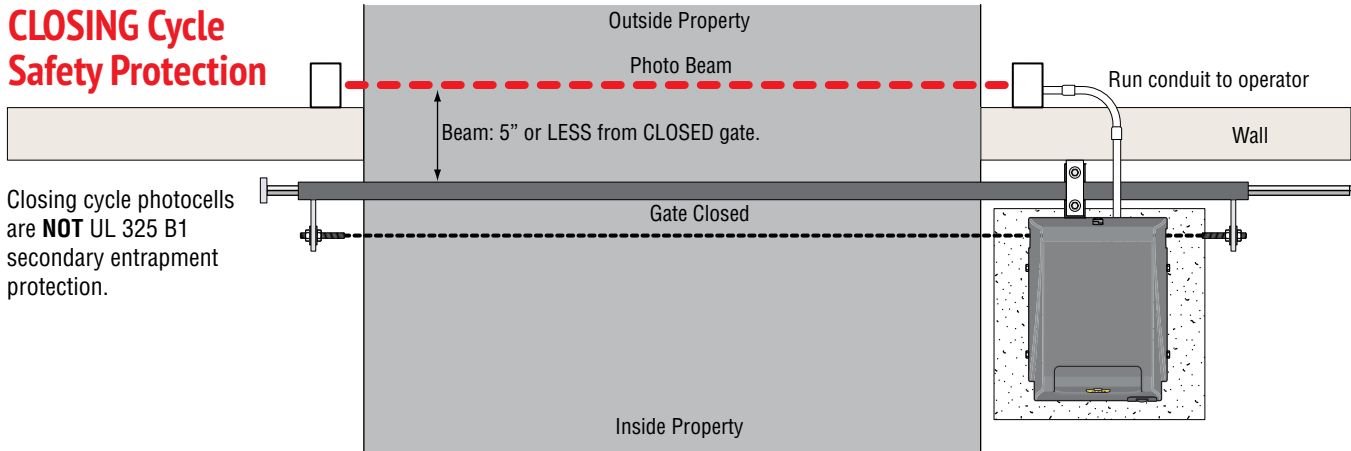 CLOSING Cycle
Safety Protection
Outside Property
Photo Beam
Run conduit to operator
Beam: 5” or LESS from CLOSED gate.
Wall
Closing cycle photocells
are NOT UL 325 B1
secondary entrapment
protection.
Gate Closed
Inside Property